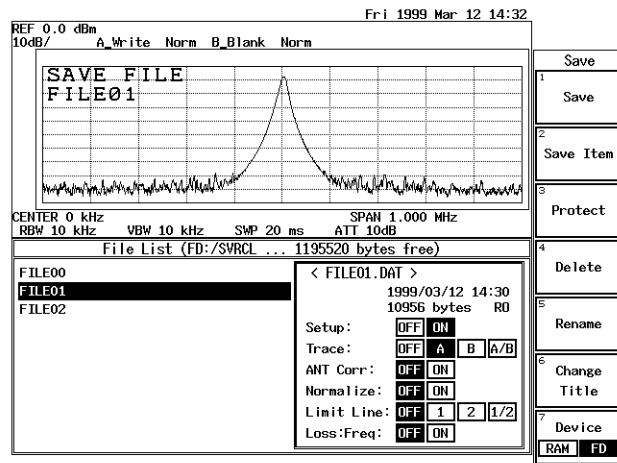 Fri 1999 Mar 12 14:32
REF 0.0 dBm
10dB/ A_Write Norm B_Blank Norm
SAVE FILE
FILE01
CENTER 0 kHz SPAN 1.000 MHz
RBW 10 kHz VBW 10 kHz SWP 20 ms ATT 10dB
File List (FD:/SVRCL ... 1195520 bytes free)
FILE00
FILE01
FILE02
< FILE01.DAT >
1999/03/12 14:30
10956 bytes RO
Setup: OFF ON
Trace: OFF A B A/B
ANT Corr: OFF ON
Normalize: OFF ON
Limit Line: OFF 1 2 1/2
Loss:Freq: OFF ON
Save
1 Save
2 Save Item
3 Protect
4 Delete
5 Rename
6 Change
Title
7 Device
RAM FD